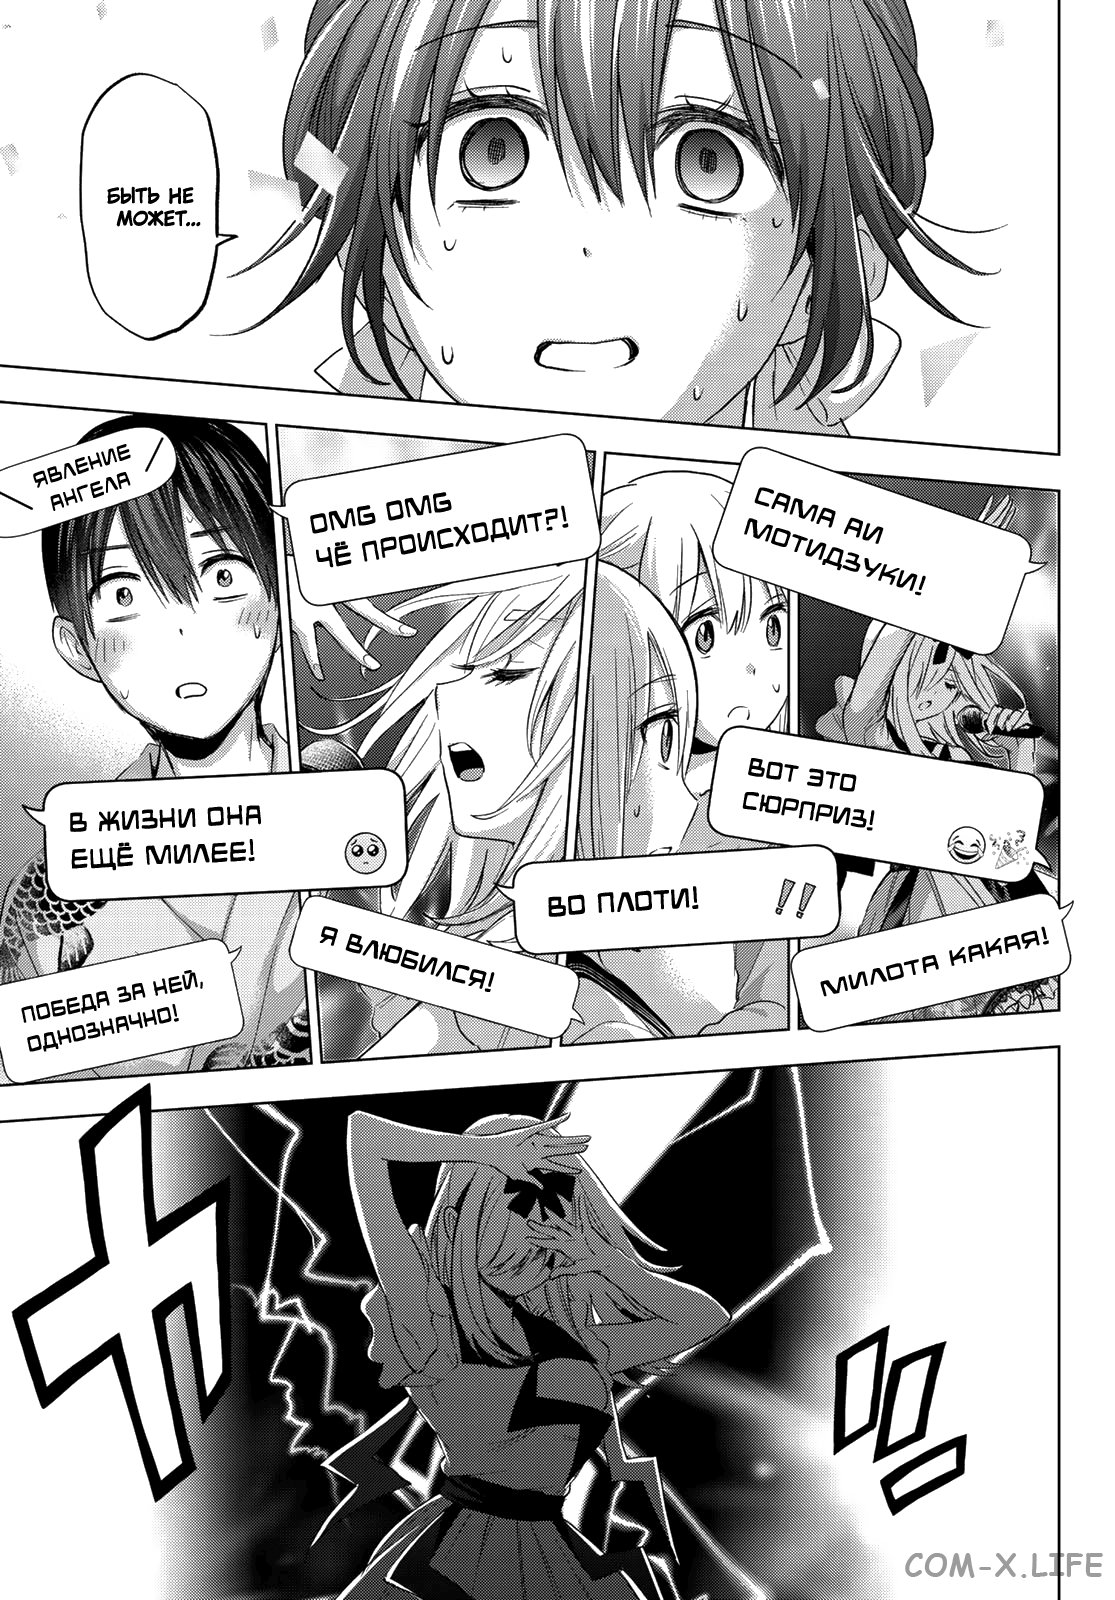 БЫТЬ НЕ
МОЖЕТ...
САМА АИ
МОТИДЗУКИ!
OMG OMG
ЧЁ ПРОИСХОДИТ?!
ЯВЛЕНИЕ
АНГЕЛА
ВОТ ЭТО
СЮРПРИЗ!
В ЖИЗНИ ОНА
ЕЩЁ МИЛЕЕ!
ВО ПЛОТИ!
МИЛОТА КАКАЯ!
Я ВЛЮБИЛСЯ!
ПОБЕДА ЗА НЕЙ,
ОДНОЗНАЧНО!
COM-X.LIFE